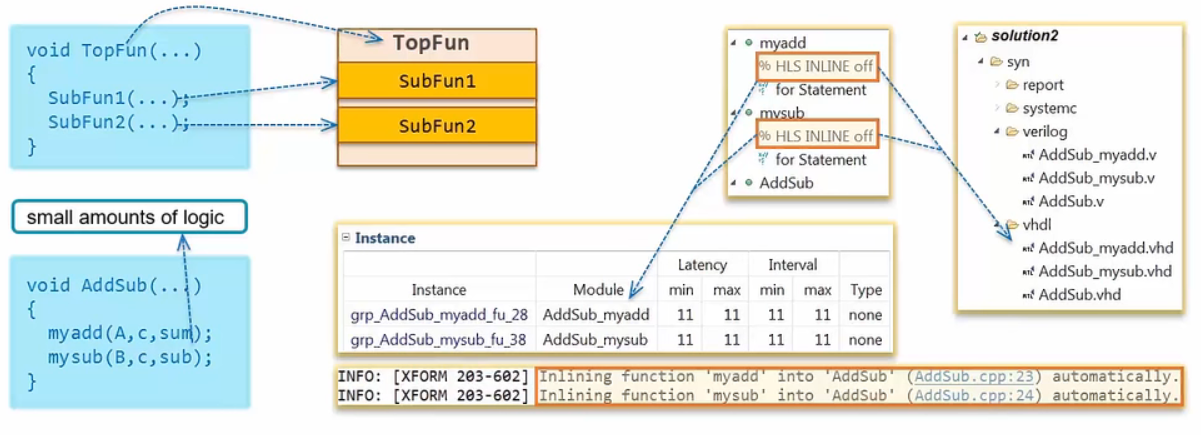 void TopFun(...)
{
SubFun1(...);
SubFun2(...);
}
TopFun
SubFun1
SubFun2
small amounts of logic
void AddSub(...)
{
myadd(A,c,sum);
mysub(B,c,sub);
}
myadd
% HLS INLINE off
for Statement
mysub
% HLS INLINE off
for Statement
AddSub
solution2
syn
report
systemc
verilog
AddSub_myadd.v
AddSub_mysub.v
AddSub.v
vhdl
AddSub_myadd.vhd
AddSub_mysub.vhd
AddSub.vhd
Instance
Latency Interval
Instance Module min max min max Type
grp_AddSub_myadd_fu_28 AddSub_myadd 11 11 11 11 none
grp_AddSub_mysub_fu_38 AddSub_mysub 11 11 11 11 none
INFO: [XFORM 203-602] Inlining function 'myadd' into 'AddSub' (AddSub.cpp:23) automatically.
INFO: [XFORM 203-602] Inlining function 'mysub' into 'AddSub' (AddSub.cpp:24) automatically.